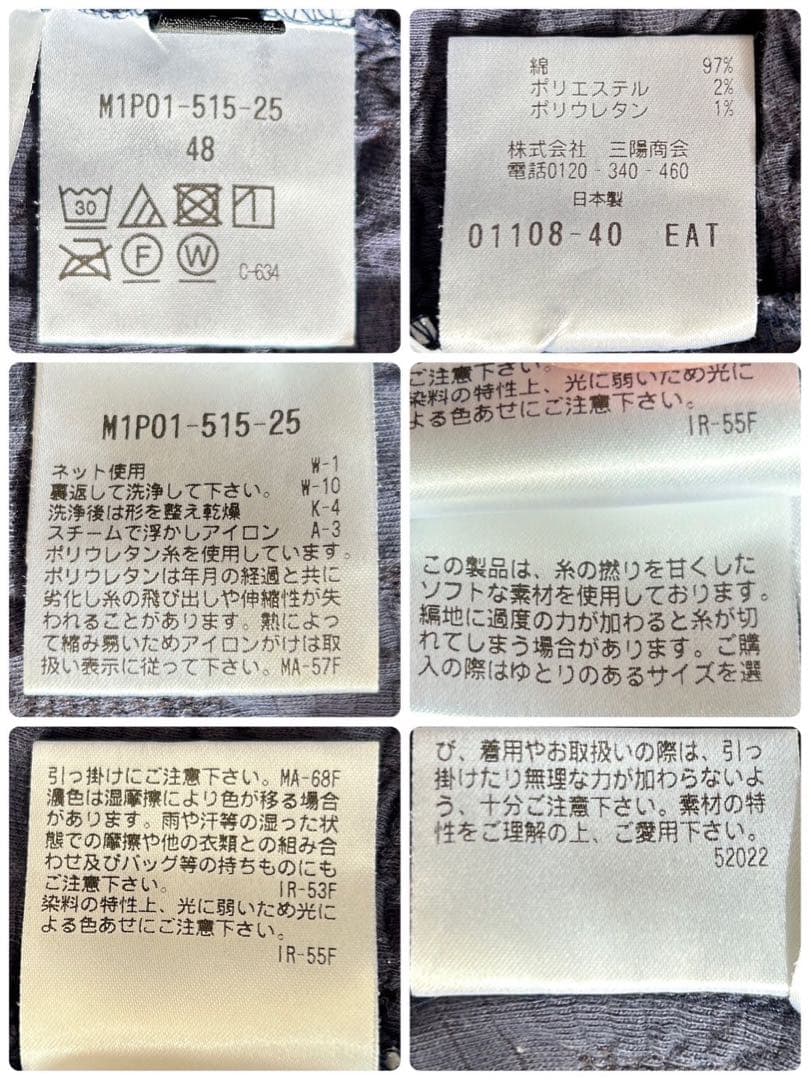 M1P01-515-25
48
30
F
W
C-634
綿 97%
ポリエステル 2%
ポリウレタン 1%
株式会社 三陽商会
電話0120-340-460
日本製
01108-40 EAT
M1P01-515-25
ネット使用 W-1
裏返して洗浄して下さい。 W-10
洗浄後は形を整え乾燥 K-4
スチームで浮かしアイロン A-3
ポリウレタン糸を使用しています。
ポリウレタンは年月の経過と共に
劣化し糸の飛び出しや伸縮性が失
われることがあります。熱によっ
て縮み易いためアイロンがけは取
扱い表示に従って下さい。MA-57F
ご注意下さい。
染料の特性上、光に弱いため光に
よる色あせにご注意下さい。
IR-55F
この製品は、糸の撚りを甘くした
ソフトな素材を使用しております。
編地に過度の力が加わると糸が切
れてしまう場合があります。ご購
入の際はゆとりのあるサイズを選
引っ掛けにご注意下さい。MA-68F
濃色は湿摩擦により色が移る場合
があります。雨や汗等の湿った状
態での摩擦や他の衣類との組み合
わせ及びバッグ等の持ちものにも
ご注意下さい。 IR-53F
染料の特性上、光に弱いため光に
よる色あせにご注意下さい。
IR-55F
び、着用やお取扱いの際は、引っ
掛けたり無理な力が加わらないよ
う、十分ご注意下さい。素材の特
性をご理解の上、ご愛用下さい。
52022